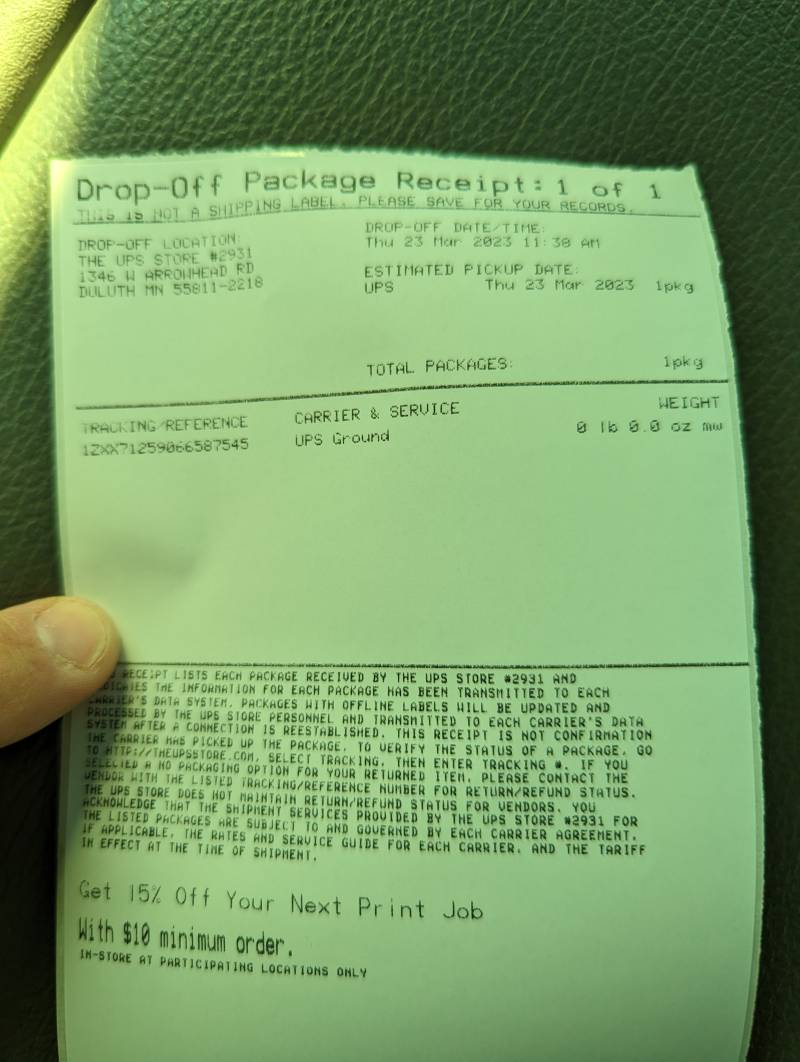 Drop-Off Package Receipt: 1 of 1
THIS IS NOT A SHIPPING LABEL. PLEASE SAVE FOR YOUR RECORDS.
DROP-OFF LOCATION:
THE UPS STORE #2931
1346 W ARROWHEAD RD
DULUTH MN 55811-2218
DROP-OFF DATE/TIME:
Thu 23 Mar 2023 11:38 AM
ESTIMATED PICKUP DATE:
UPS Thu 23 Mar 2023 1pkg
TOTAL PACKAGES: 1pkg
TRACKING/REFERENCE CARRIER & SERVICE WEIGHT
1ZXX71259066587545 UPS Ground 0 lb 0.0 oz mw
RECEIPT LISTS EACH PACKAGE RECEIVED BY THE UPS STORE #2931 AND
INDICATES THE INFORMATION FOR EACH PACKAGE HAS BEEN TRANSMITTED TO EACH
CARRIER'S DATA SYSTEM. PACKAGES WITH OFFLINE LABELS WILL BE UPDATED AND
PROCESSED BY THE UPS STORE PERSONNEL AND TRANSMITTED TO EACH CARRIER'S DATA
SYSTEM AFTER A CONNECTION IS REESTABLISHED. THIS RECEIPT IS NOT CONFIRMATION
THE CARRIER HAS PICKED UP THE PACKAGE. TO VERIFY THE STATUS OF A PACKAGE, GO
TO HTTP://THEUPSSTORE.COM, SELECT TRACKING, THEN ENTER TRACKING #. IF YOU
SELECTED A NO PACKAGING OPTION FOR YOUR RETURNED ITEM, PLEASE CONTACT THE
VENDOR WITH THE LISTED TRACKING/REFERENCE NUMBER FOR RETURN/REFUND STATUS.
THE UPS STORE DOES NOT MAINTAIN RETURN/REFUND STATUS FOR VENDORS. YOU
ACKNOWLEDGE THAT THE SHIPMENT SERVICES PROVIDED BY THE UPS STORE #2931 FOR
THE LISTED PACKAGES ARE SUBJECT TO AND GOVERNED BY EACH CARRIER AGREEMENT,
IF APPLICABLE, THE RATES AND SERVICE GUIDE FOR EACH CARRIER, AND THE TARIFF
IN EFFECT AT THE TIME OF SHIPMENT.
Get 15% Off Your Next Print Job
With $10 minimum order.
IN-STORE AT PARTICIPATING LOCATIONS ONLY